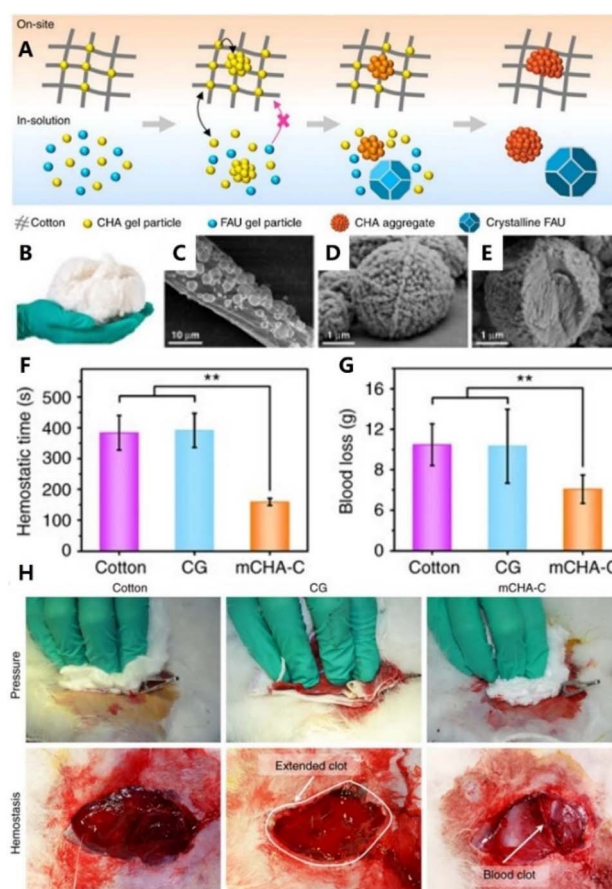 On-site
A
In-solution
Cotton CHA gel particle FAU gel particle CHA aggregate Crystalline FAU
B C D E
10 μm 1 μm 1 μm
F G
Hemostatic time (s)
500
400
300
200
100
0
**
Cotton CG mCHA-C
Blood loss (g)
16
12
8
4
0
**
Cotton CG mCHA-C
H
Cotton CG mCHA-C
Pressure
Hemostasis
Extended clot
Blood clot